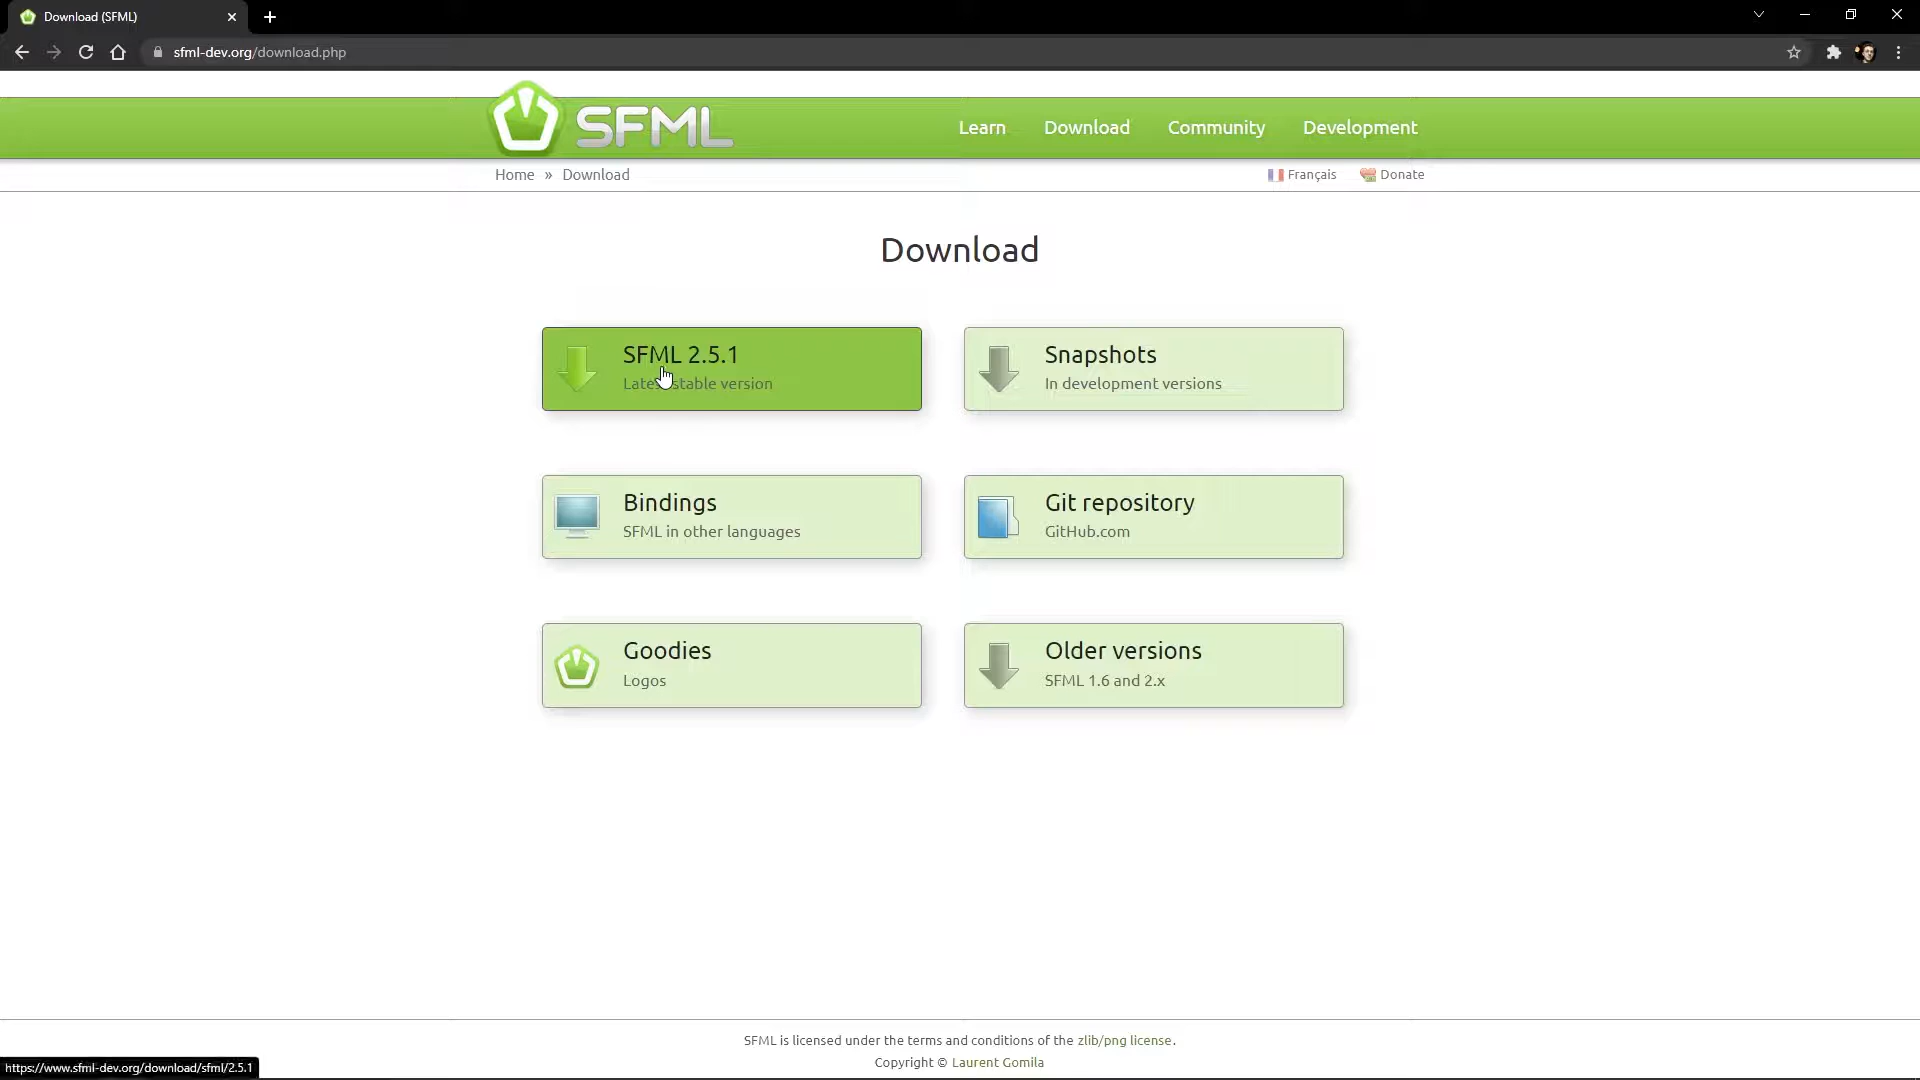 Download (SFML)
sfml-dev.org/download.php
SFML
Learn
Download
Community
Development
Home » Download
Français
Donate
Download
SFML 2.5.1
Latest stable version
Snapshots
In development versions
Bindings
SFML in other languages
Git repository
GitHub.com
Goodies
Logos
Older versions
SFML 1.6 and 2.x
SFML is licensed under the terms and conditions of the zlib/png license.
Copyright © Laurent Gomila
https://www.sfml-dev.org/download/sfml/2.5.1